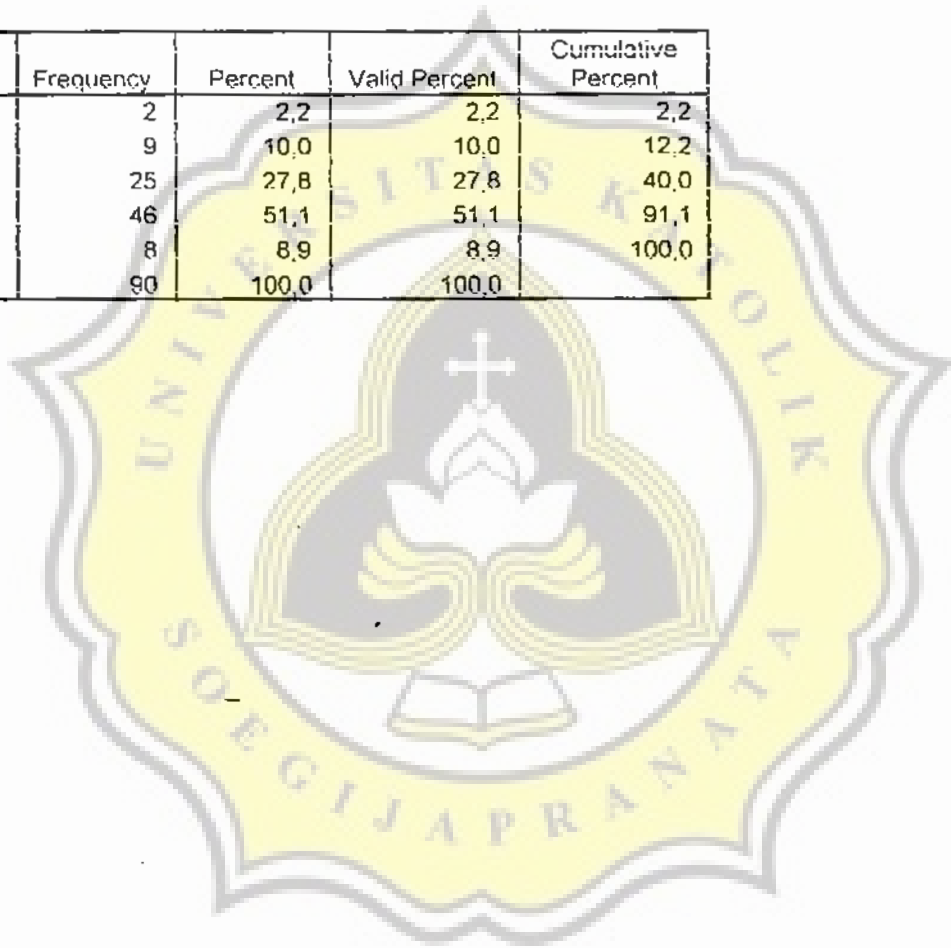 Frequency Percent Valid Percent Cumulative Percent
2 2,2 2,2 2,2
9 10,0 10,0 12,2
25 27,8 27,8 40,0
46 51,1 51,1 91,1
8 8,9 8,9 100,0
90 100,0 100,0
UNIVERSITAS KATOLIK
SOEGIJAPRANATA